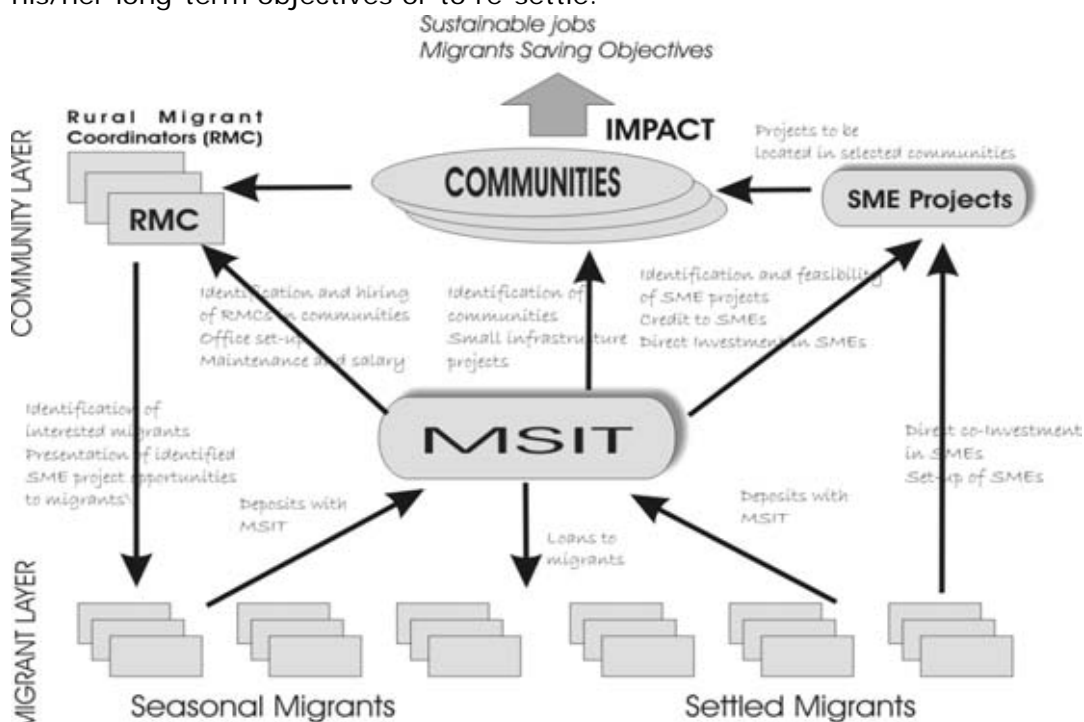 his/her long-term objectives or to re-settle.
Sustainable jobs
Migrants Saving Objectives
Rural Migrant
Coordinators (RMC)
IMPACT
Projects to be
located in selected communities
COMMUNITY LAYER
COMMUNITIES
SME Projects
RMC
Identification and hiring
of RMCs in communities
Office set-up
Maintenance and salary
Identification of
communities
Small infrastructure
projects
Identification and feasibility
of SME projects
Credit to SMEs
Direct Investment in SMEs
MSIT
Identification of
interested migrants
Presentation of identified
SME project opportunities
to migrants
Direct co-Investment
in SMEs
Set-up of SMEs
Deposits with
MSIT
Loans to
migrants
Deposits with
MSIT
MIGRANT LAYER
Seasonal Migrants
Settled Migrants